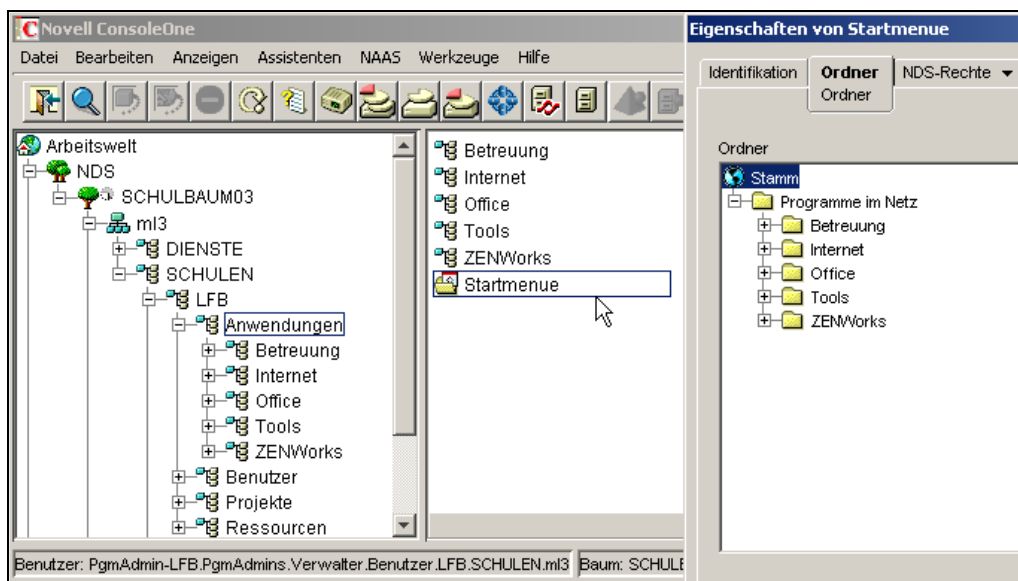 Novell ConsoleOne
Datei Bearbeiten Anzeigen Assistenten NAAS Werkzeuge Hilfe
Arbeitswelt
NDS
SCHULBAUM03
ml3
DIENSTE
SCHULEN
LFB
Anwendungen
Betreuung
Internet
Office
Tools
ZENWorks
Benutzer
Projekte
Ressourcen
Betreuung
Internet
Office
Tools
ZENWorks
Startmenue
Benutzer: PgmAdmin-LFB.PgmAdmins.Verwalter.Benutzer.LFB.SCHULEN.ml3 Baum: SCHULE
Eigenschaften von Startmenue
Identifikation Ordner NDS-Rechte
Ordner
Ordner
Stamm
Programme im Netz
Betreuung
Internet
Office
Tools
ZENWorks